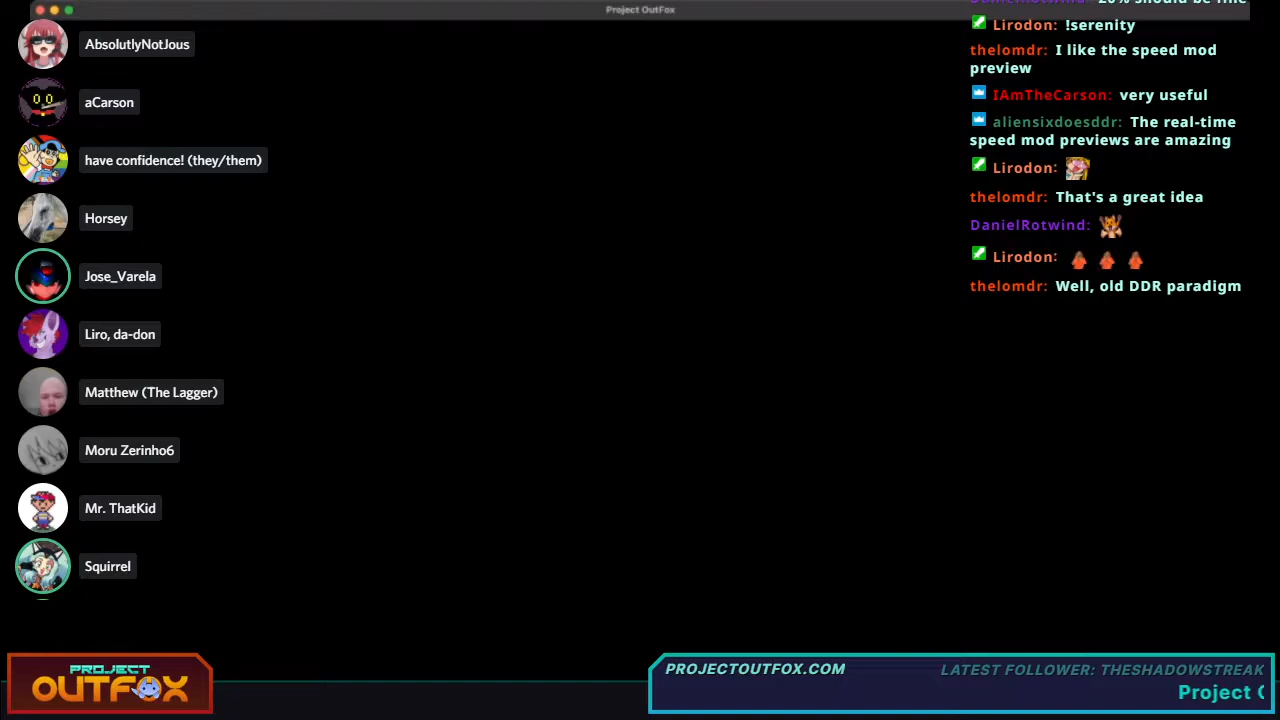 Project OutFox
AbsolutlyNotJous
aCarson
have confidence! (they/them)
Horsey
Jose_Varela
Liro, da-don
Matthew (The Lagger)
Moru Zerinho6
Mr. ThatKid
Squirrel
Lirodon: !serenity
thelomdr: I like the speed mod
preview
IAmTheCarson: very useful
aliensixdoesddr: The real-time
speed mod previews are amazing
Lirodon:
thelomdr: That's a great idea
DanielRotwind:
Lirodon:
thelomdr: Well, old DDR paradigm
PROJECT
OUTFOX
PROJECTOUTFOX.COM
LATEST FOLLOWER: THESHADOWSTREAK
Project